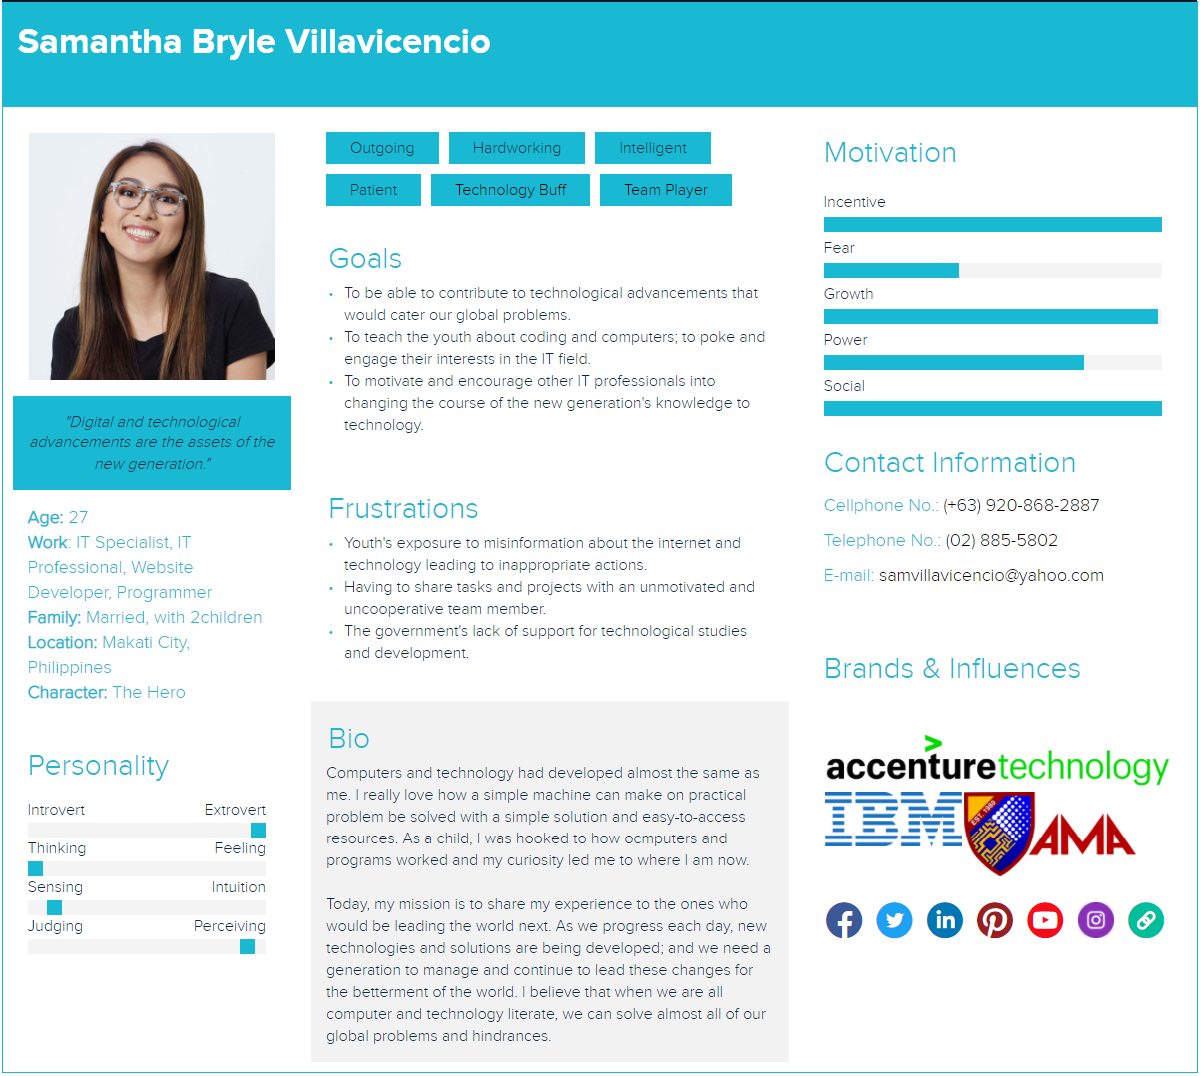 Samantha Bryle Villavicencio
"Digital and technological
advancements are the assets of the
new generation."
Age: 27
Work: IT Specialist, IT
Professional, Website
Developer, Programmer
Family: Married, with 2children
Location: Makati City,
Philippines
Character: The Hero
Personality
Introvert Extrovert
Thinking Feeling
Sensing Intuition
Judging Perceiving
Outgoing Hardworking Intelligent
Patient Technology Buff Team Player
Goals
• To be able to contribute to technological advancements that
would cater our global problems.
• To teach the youth about coding and computers; to poke and
engage their interests in the IT field.
• To motivate and encourage other IT professionals into
changing the course of the new generation's knowledge to
technology.
Frustrations
• Youth's exposure to misinformation about the internet and
technology leading to inappropriate actions.
• Having to share tasks and projects with an unmotivated and
uncooperative team member.
• The government's lack of support for technological studies
and development.
Bio
Computers and technology had developed almost the same as
me. I really love how a simple machine can make on practical
problem be solved with a simple solution and easy-to-access
resources. As a child, I was hooked to how ocmputers and
programs worked and my curiosity led me to where I am now.
Today, my mission is to share my experience to the ones who
would be leading the world next. As we progress each day, new
technologies and solutions are being developed; and we need a
generation to manage and continue to lead these changes for
the betterment of the world. I believe that when we are all
computer and technology literate, we can solve almost all of our
global problems and hindrances.
Motivation
Incentive
Fear
Growth
Power
Social
Contact Information
Cellphone No.: (+63) 920-868-2887
Telephone No.: (02) 885-5802
E-mail: samvillavicencio@yahoo.com
Brands & Influences
accenturetechnology
IBM EST. 1980 AMA